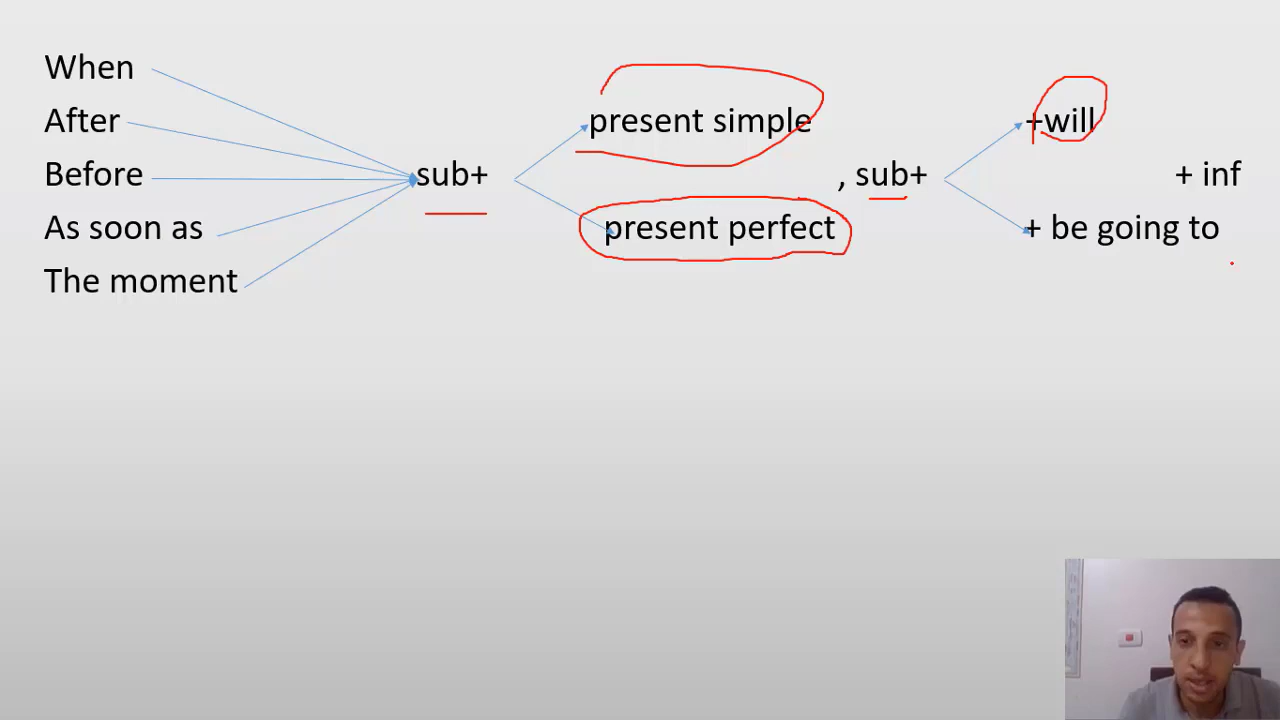 When
After
Before
As soon as
The moment
sub+
present simple
present perfect
, sub+
+will
+ be going to
+ inf